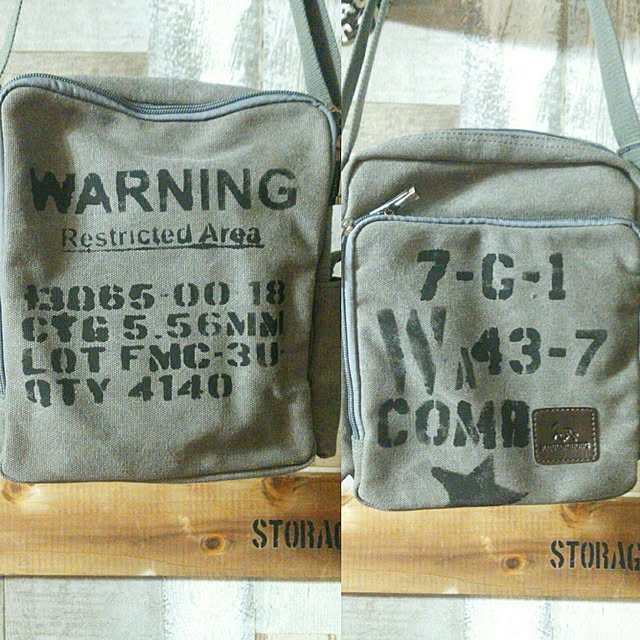 WARNING
Restricted Area
13065-00 18
CTG 5.56MM
LOT FMC-3U-
QTY 4140
STORAG
7-G-1
WA43-7
COMB
STORAG